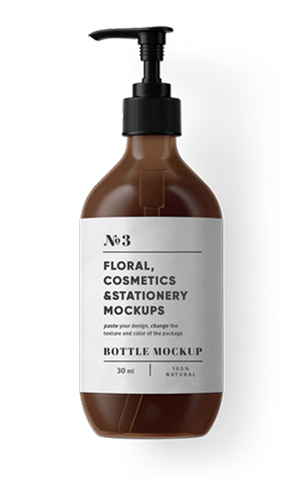 №3
FLORAL,
COSMETICS
&STATIONERY
MOCKUPS
paste your design, change the
texture and color of the package
BOTTLE MOCKUP
30 ml
100%
NATURAL